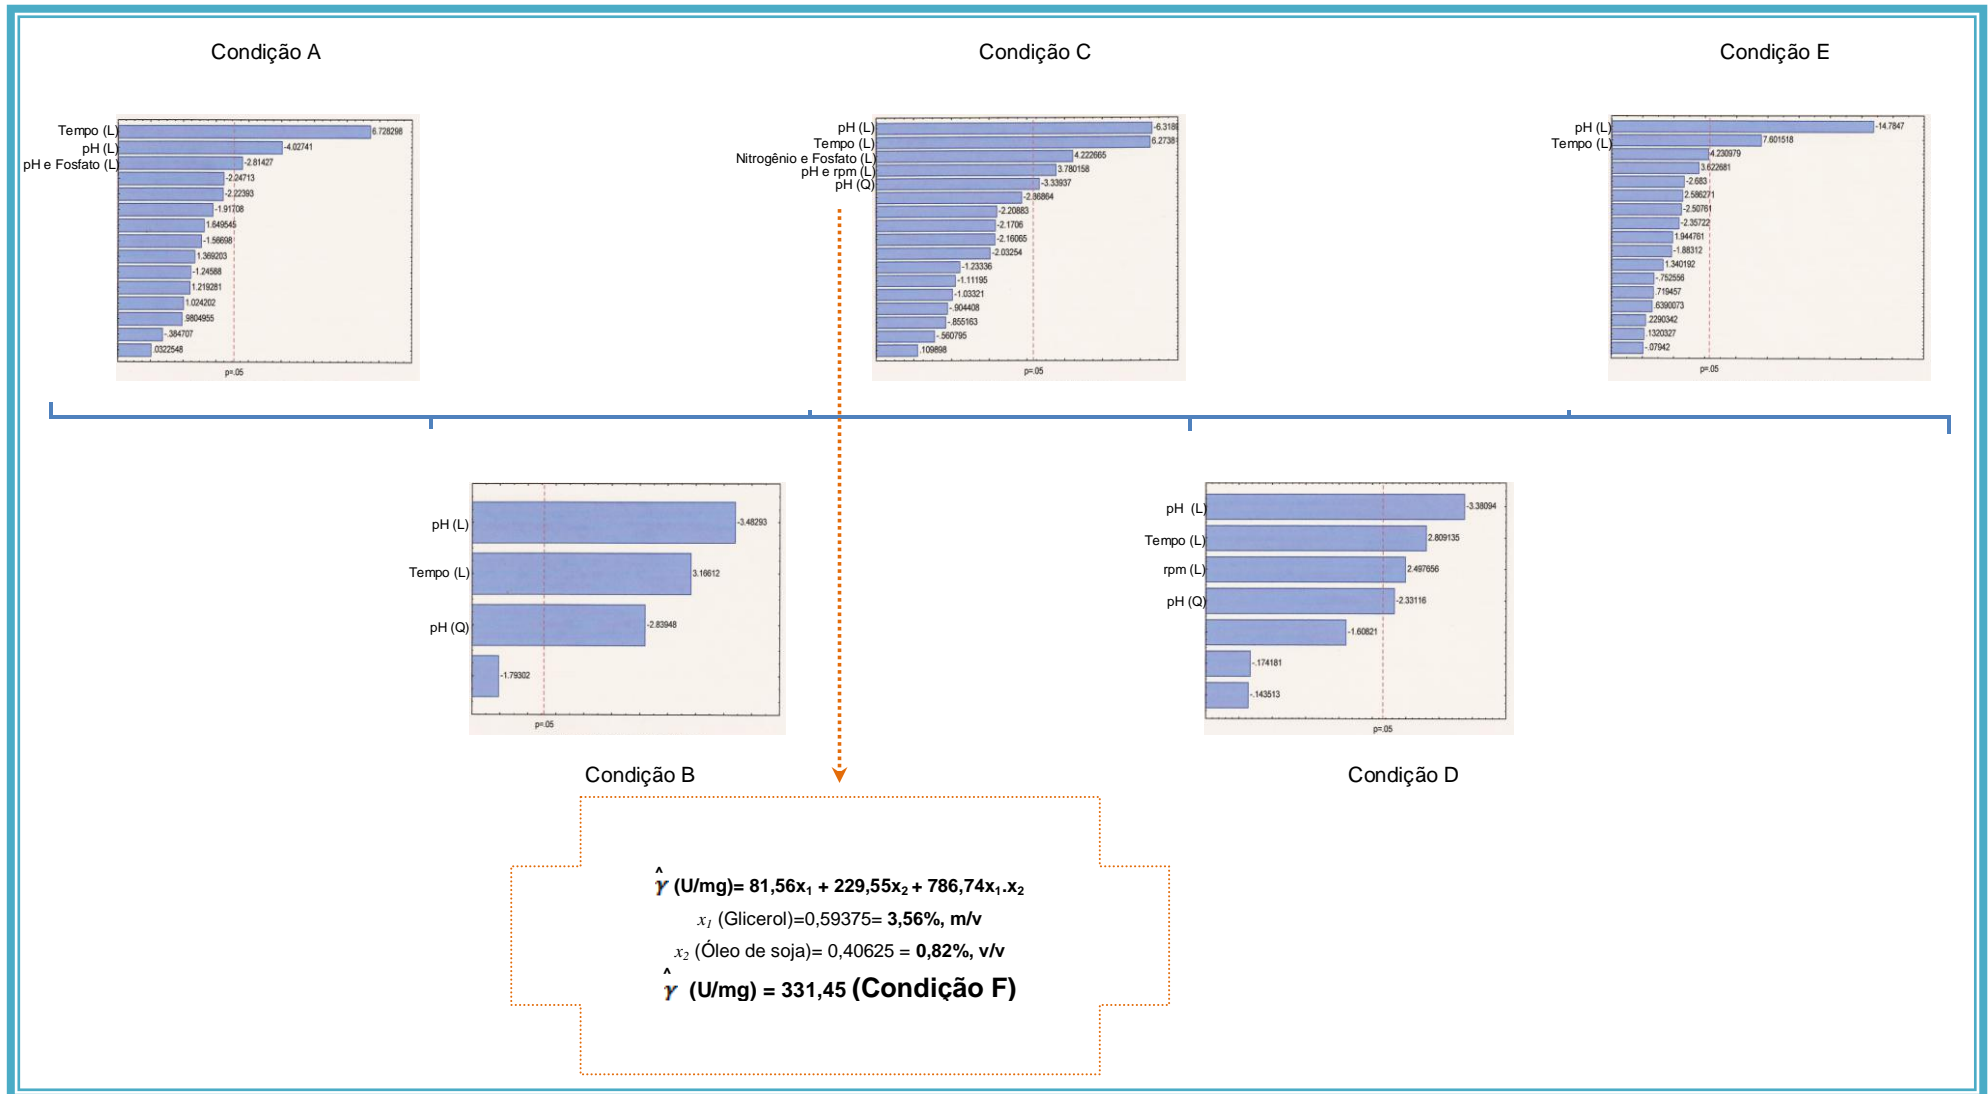 Condição A
Tempo (L) 6.728298
pH (L) -4.02741
pH e Fosfato (L) -2.81427
-2.24713
-2.22393
-1.91708
1.649545
-1.56698
1.369203
-1.24588
1.219281
1.024202
.9804955
-.384707
.0322548
p=.05
Condição C
pH (L) -6.3189
Tempo (L) 6.2738
Nitrogênio e Fosfato (L) 4.222665
pH e rpm (L) 3.780158
pH (Q) -3.33937
-2.86864
-2.20883
-2.1706
-2.16065
-2.03254
-1.23336
-1.11195
-1.03321
-.904408
-.855163
-.560795
.109898
p=.05
Condição E
pH (L) -14.7847
Tempo (L) 7.601518
4.230979
3.622681
-2.683
2.586271
-2.50761
-2.35722
1.944761
-1.88312
1.340192
-.752556
.719457
.6390073
.2290342
.1320327
-.07942
p=.05
pH (L) -3.48293
Tempo (L) 3.16612
pH (Q) -2.83948
-1.79302
p=.05
Condição B
pH (L) -3.38094
Tempo (L) 2.809135
rpm (L) 2.497656
pH (Q) -2.33116
-1.60821
-.174181
-.143513
p=.05
Condição D
γ̂ (U/mg)= 81,56x₁ + 229,55x₂ + 786,74x₁.x₂
x₁ (Glicerol)=0,59375= 3,56%, m/v
x₂ (Óleo de soja)= 0,40625 = 0,82%, v/v
γ̂ (U/mg) = 331,45 (Condição F)